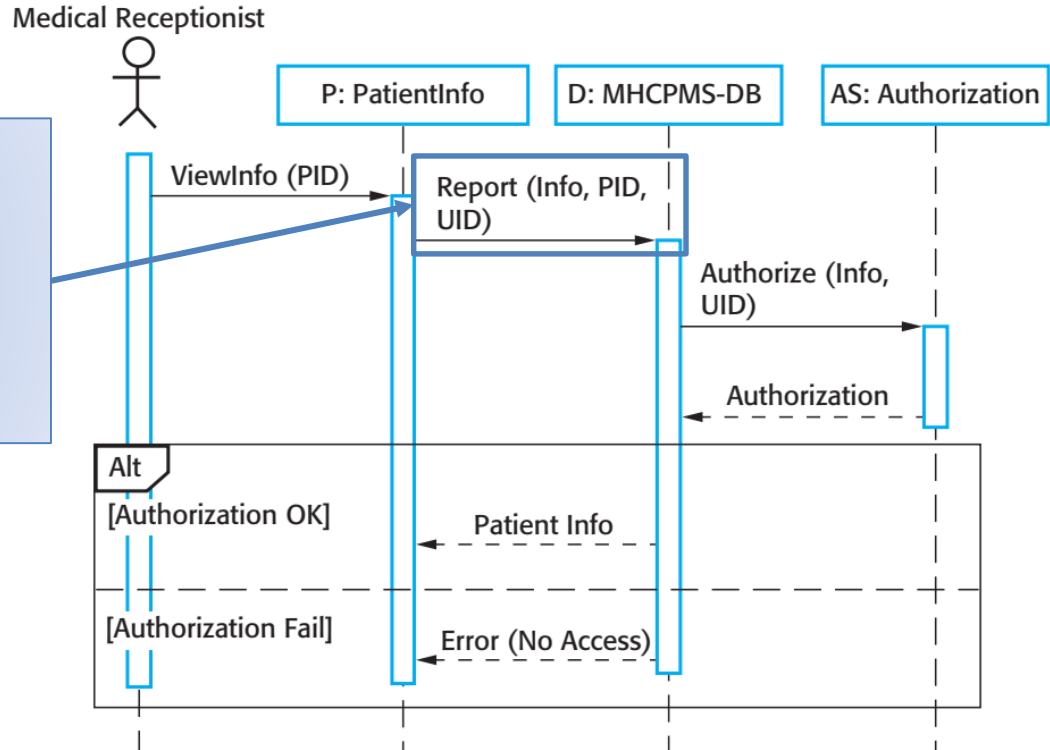 Medical Receptionist
P: PatientInfo
D: MHCPMS-DB
AS: Authorization
ViewInfo (PID)
Report (Info, PID,
UID)
Authorize (Info,
UID)
Authorization
Alt
[Authorization OK]
Patient Info
[Authorization Fail]
Error (No Access)